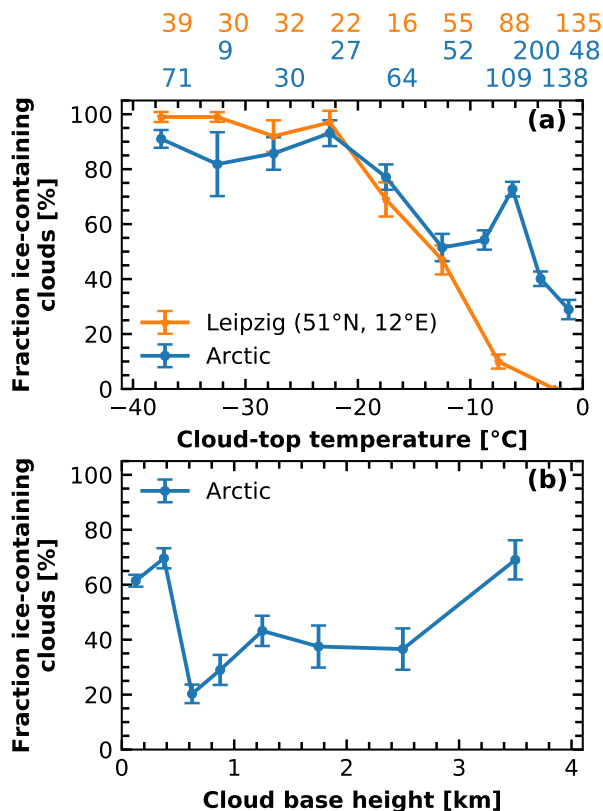 39 30 32 22 16 55 88 135
9 27 52 200 48
71 30 64 109 138
100
(a)
80
60
40
20
0
Fraction ice-containing
clouds [%]
Leipzig (51°N, 12°E)
Arctic
−40 −30 −20 −10 0
Cloud-top temperature [°C]
100
(b)
80
60
40
20
0
Fraction ice-containing
clouds [%]
Arctic
0 1 2 3 4
Cloud base height [km]